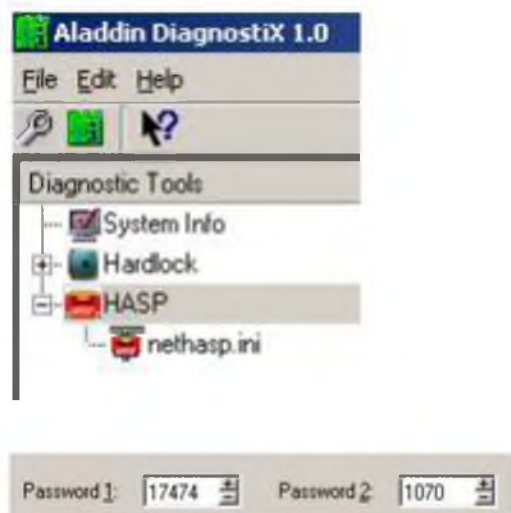 Aladdin DiagnostiX 1.0
File Edit Help
Diagnostic Tools
System Info
Hardlock
HASP
nethasp.ini
Password 1: 17474 Password 2: 1070